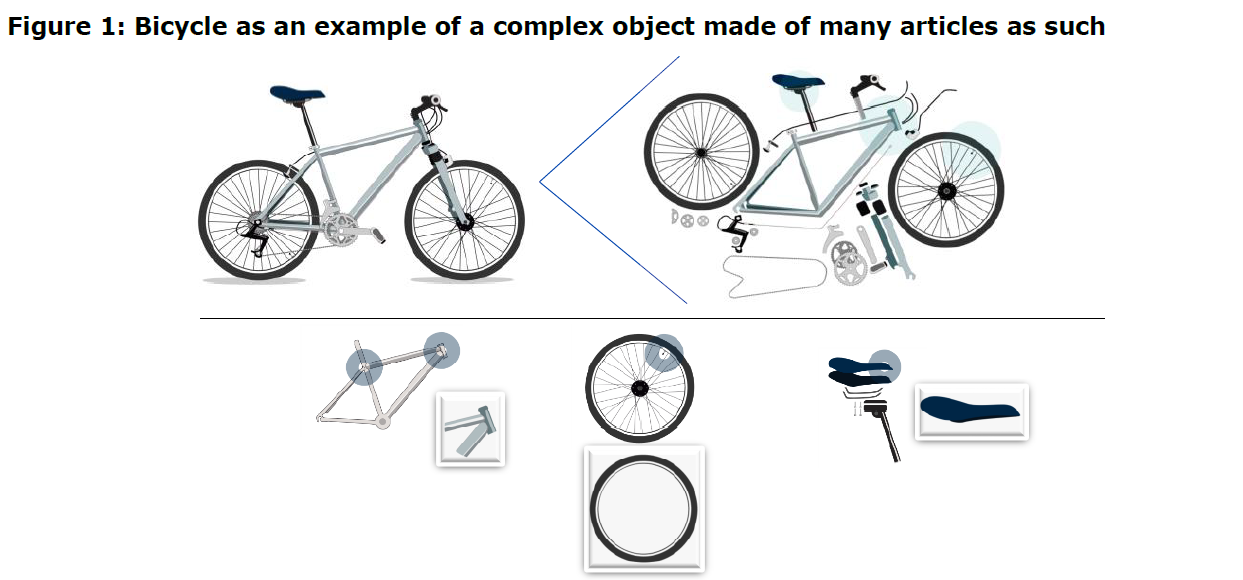 Figure 1: Bicycle as an example of a complex object made of many articles as such